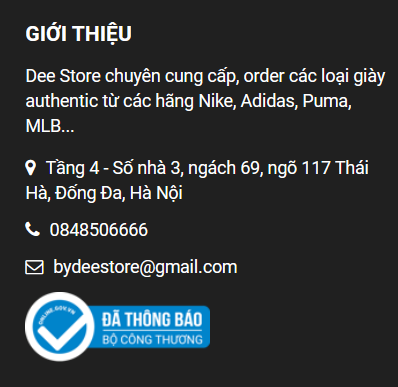 GIỚI THIỆU
Dee Store chuyên cung cấp, order các loại giày
authentic từ các hãng Nike, Adidas, Puma,
MLB...
Tầng 4 - Số nhà 3, ngách 69, ngõ 117 Thái
Hà, Đống Đa, Hà Nội
0848506666
bydeestore@gmail.com
ONLINE.GOV.VN
ĐÃ THÔNG BÁO
BỘ CÔNG THƯƠNG